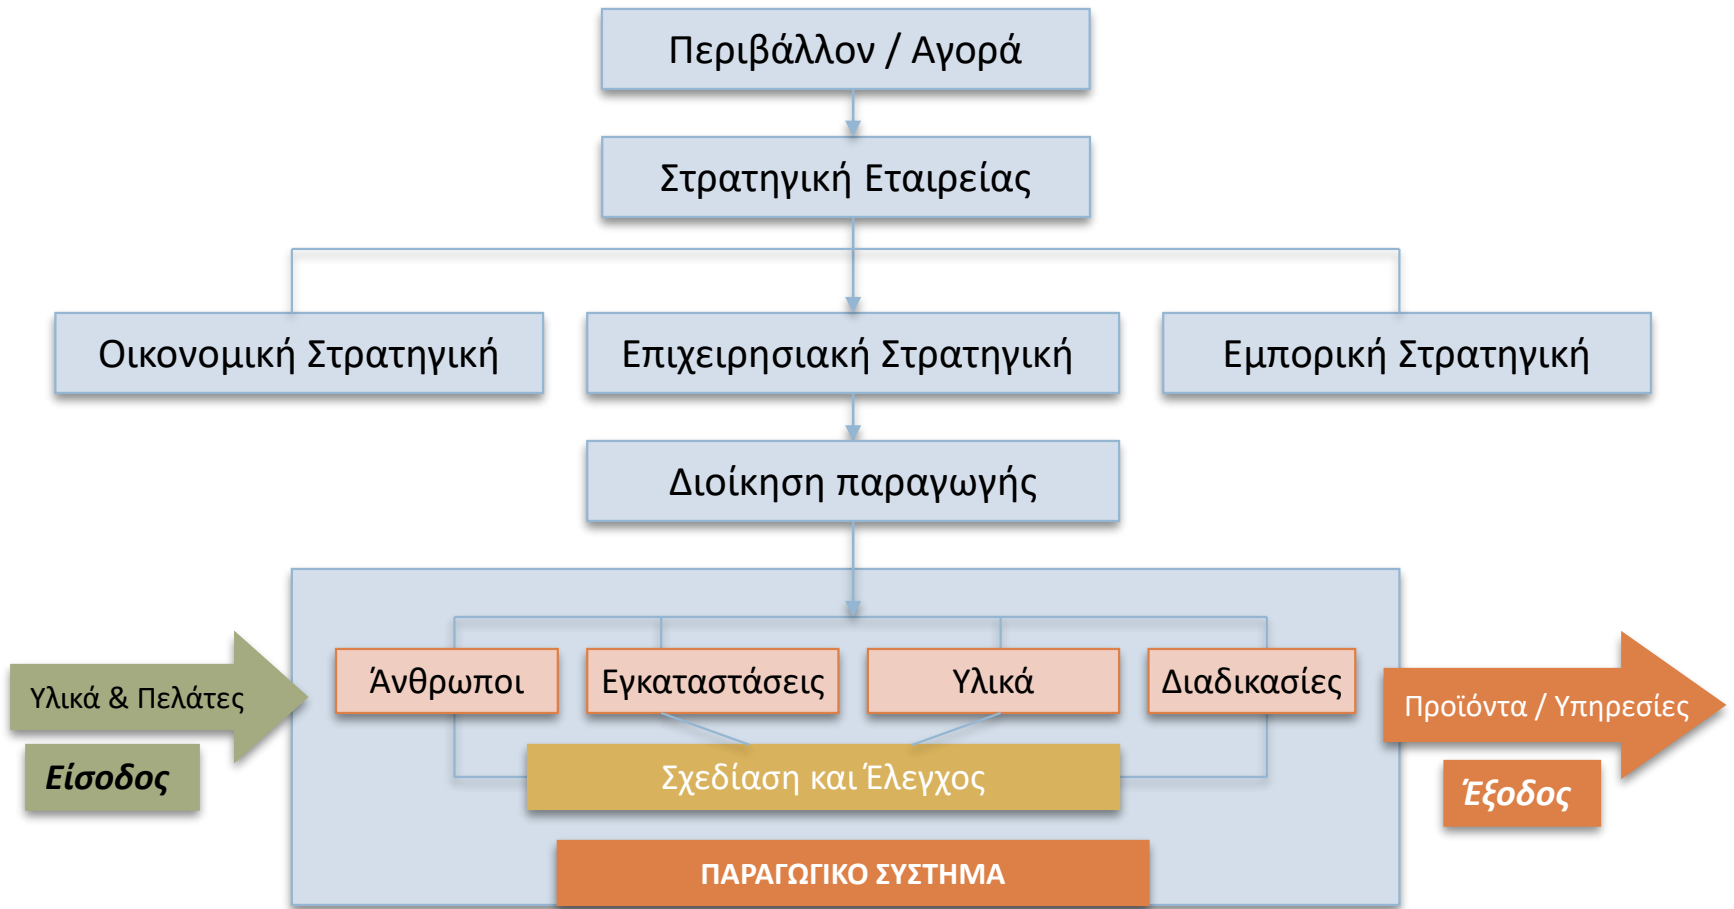 Περιβάλλον / Αγορά
Στρατηγική Εταιρείας
Οικονομική Στρατηγική
Επιχειρησιακή Στρατηγική
Εμπορική Στρατηγική
Διοίκηση παραγωγής
Υλικά & Πελάτες
Είσοδος
Άνθρωποι
Εγκαταστάσεις
Υλικά
Διαδικασίες
Σχεδίαση και Έλεγχος
ΠΑΡΑΓΩΓΙΚΟ ΣΥΣΤΗΜΑ
Προϊόντα / Υπηρεσίες
Έξοδος